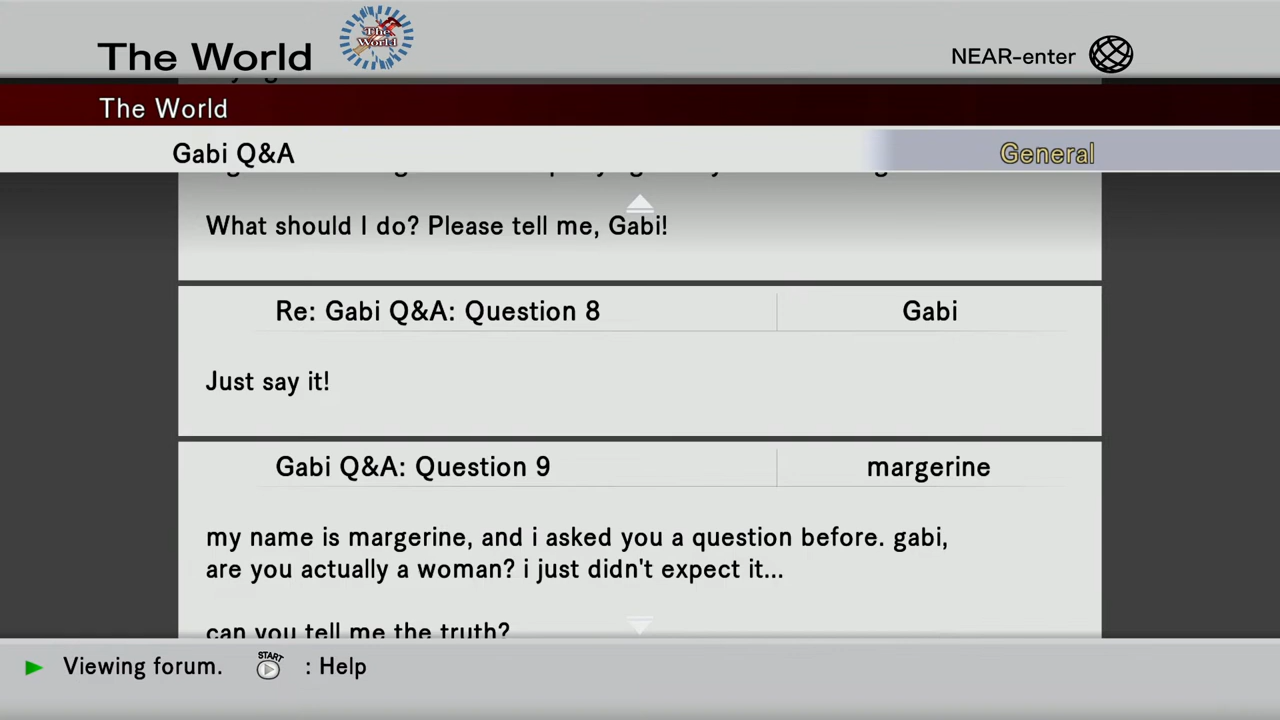 The World
The World
NEAR-enter
The World
Gabi Q&A
General
What should I do? Please tell me, Gabi!
Re: Gabi Q&A: Question 8
Gabi
Just say it!
Gabi Q&A: Question 9
margerine
my name is margerine, and i asked you a question before. gabi,
are you actually a woman? i just didn't expect it...
can you tell me the truth?
Viewing forum.
START
: Help